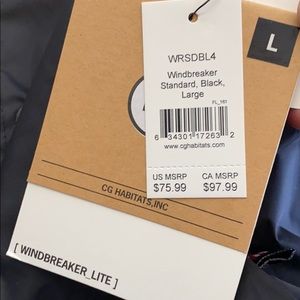 L
WRSDBL4
Windbreaker
Standard, Black,
Large
FL_161
6 34301 17263 2
www.cghabitats.com
US MSRP CA MSRP
$75.99 $97.99
CG HABITATS,INC
[ WINDBREAKER_LITE ]